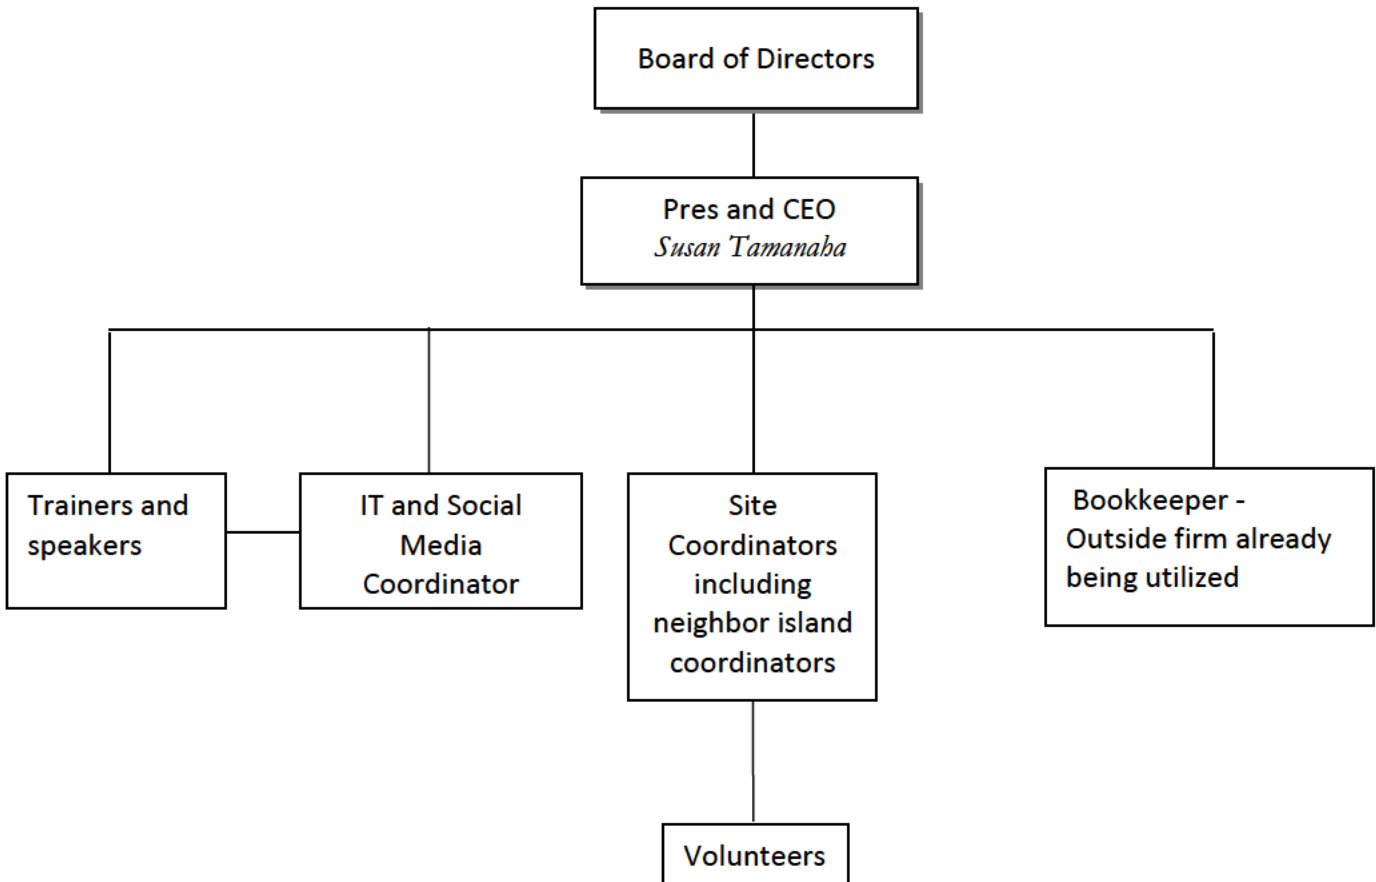 Board of Directors
Pres and CEO
Susan Tamanaha
Trainers and
speakers
IT and Social
Media
Coordinator
Site
Coordinators
including
neighbor island
coordinators
Bookkeeper -
Outside firm already
being utilized
Volunteers